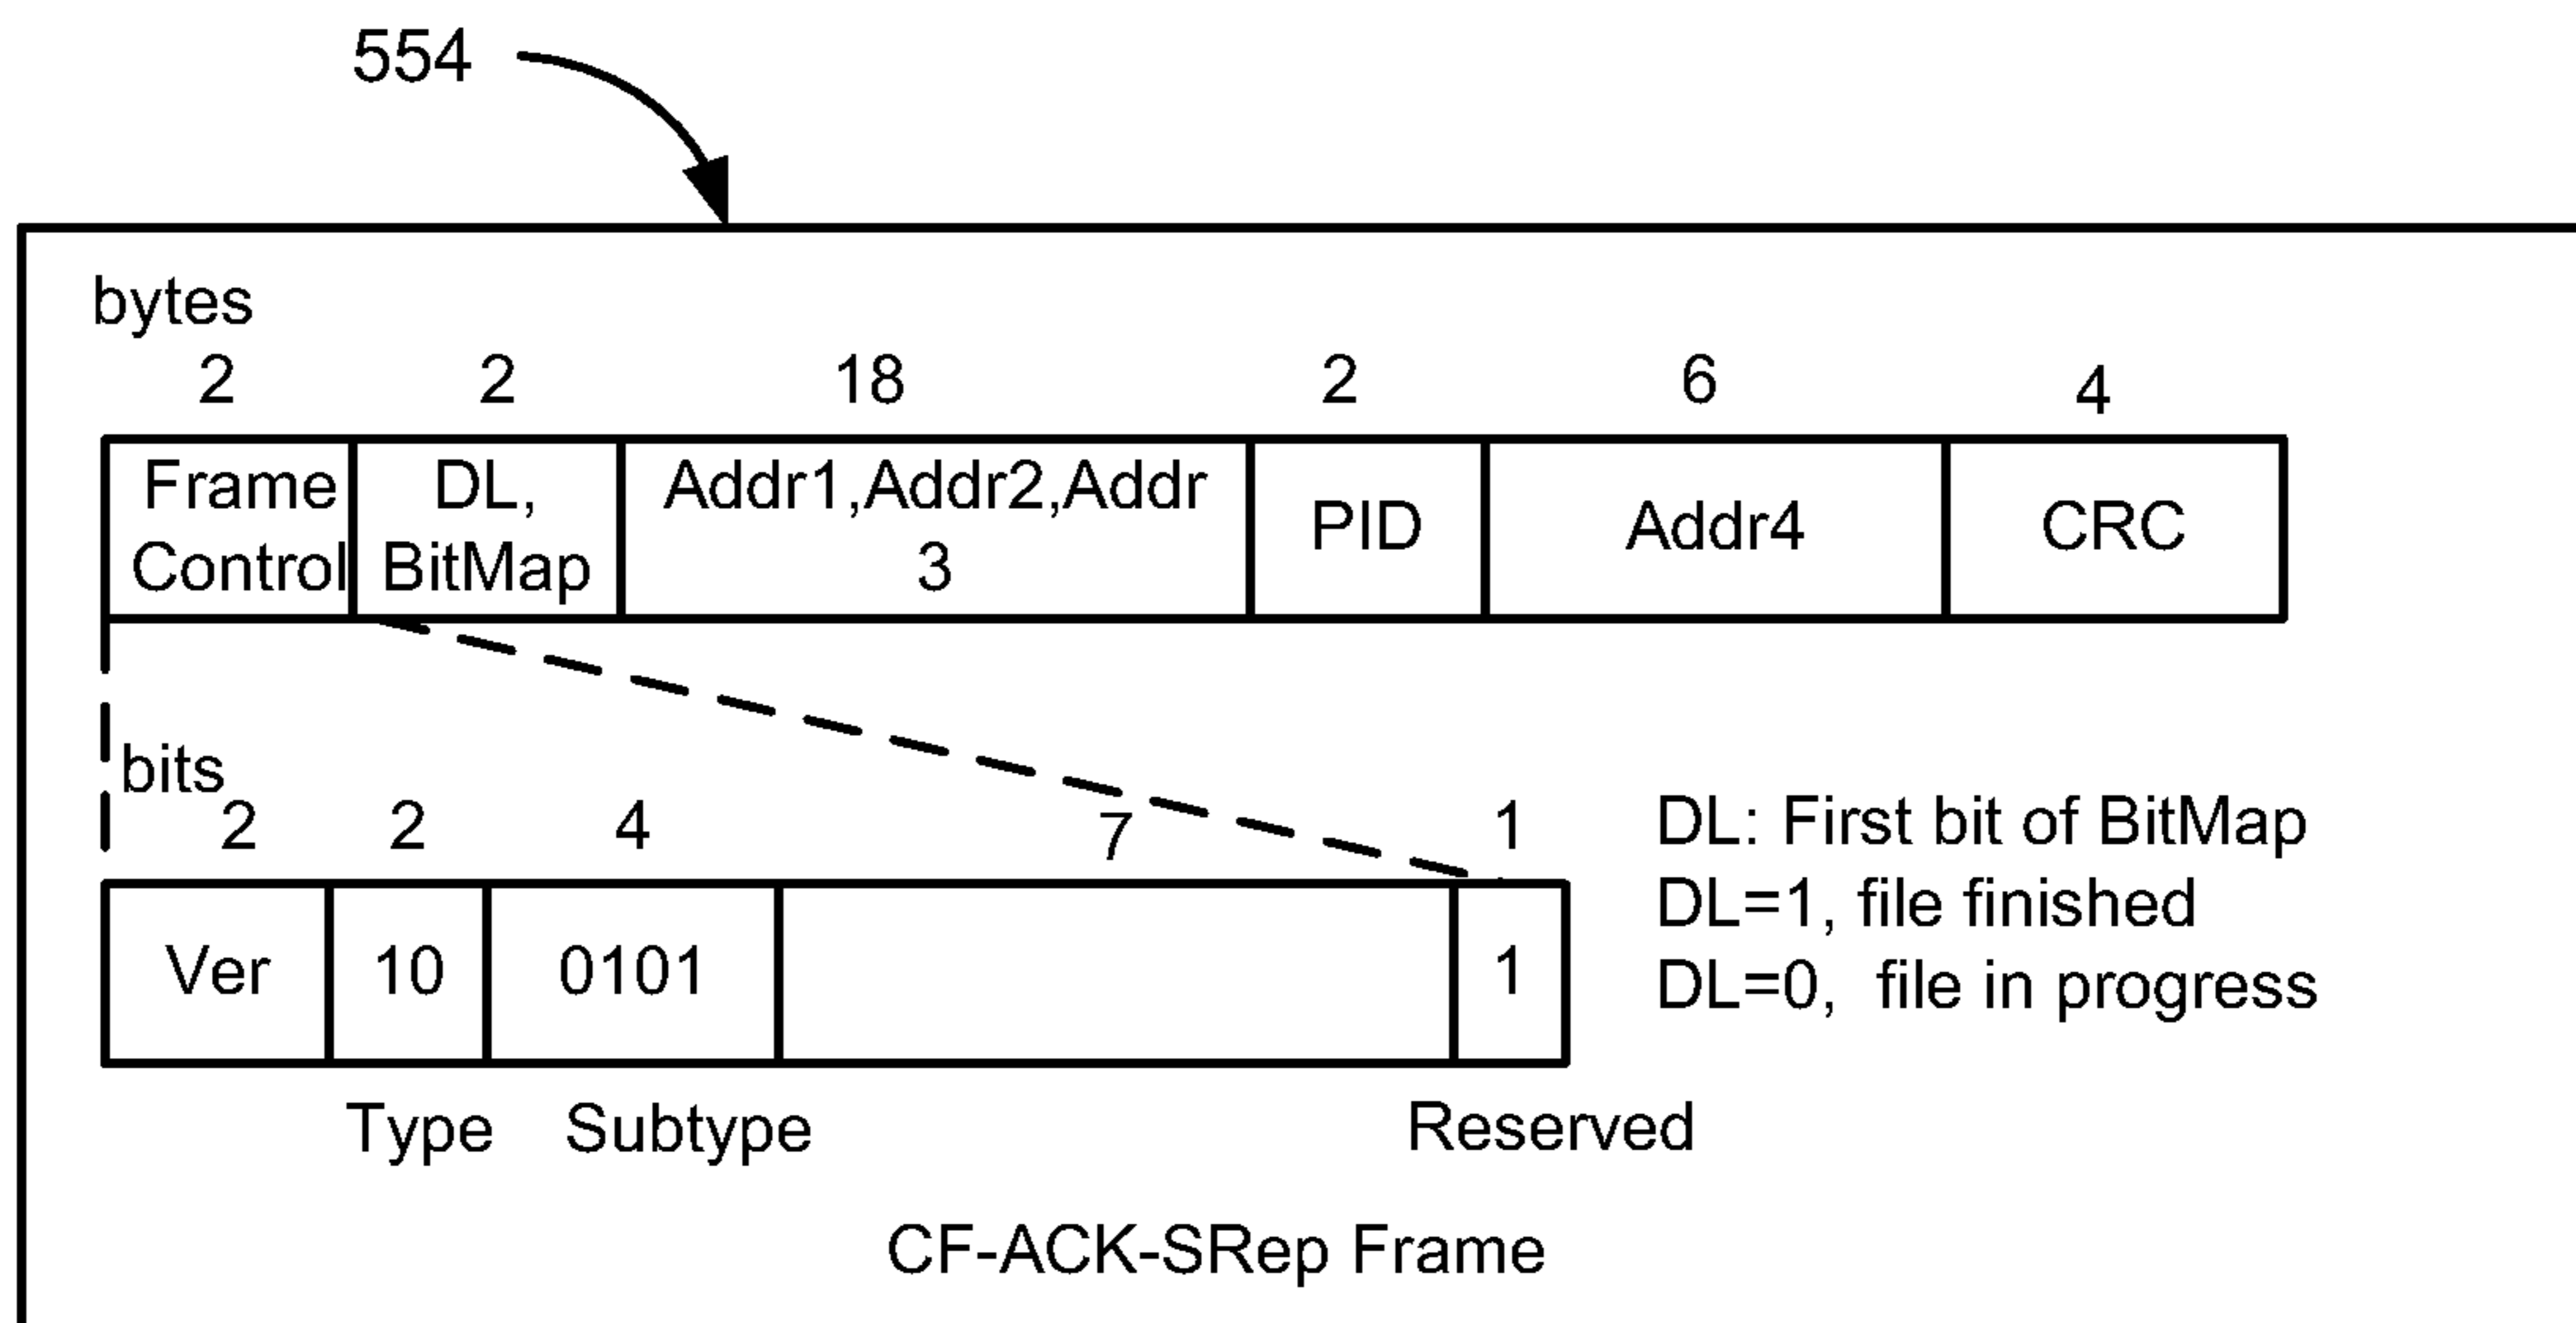 554
bytes
2 2 18 2 6 4
Frame Control DL, BitMap Addr1,Addr2,Addr 3 PID Addr4 CRC
bits
2 2 4 7 1
Ver 10 0101 1
Type Subtype Reserved
DL: First bit of BitMap
DL=1, file finished
DL=0, file in progress
CF-ACK-SRep Frame